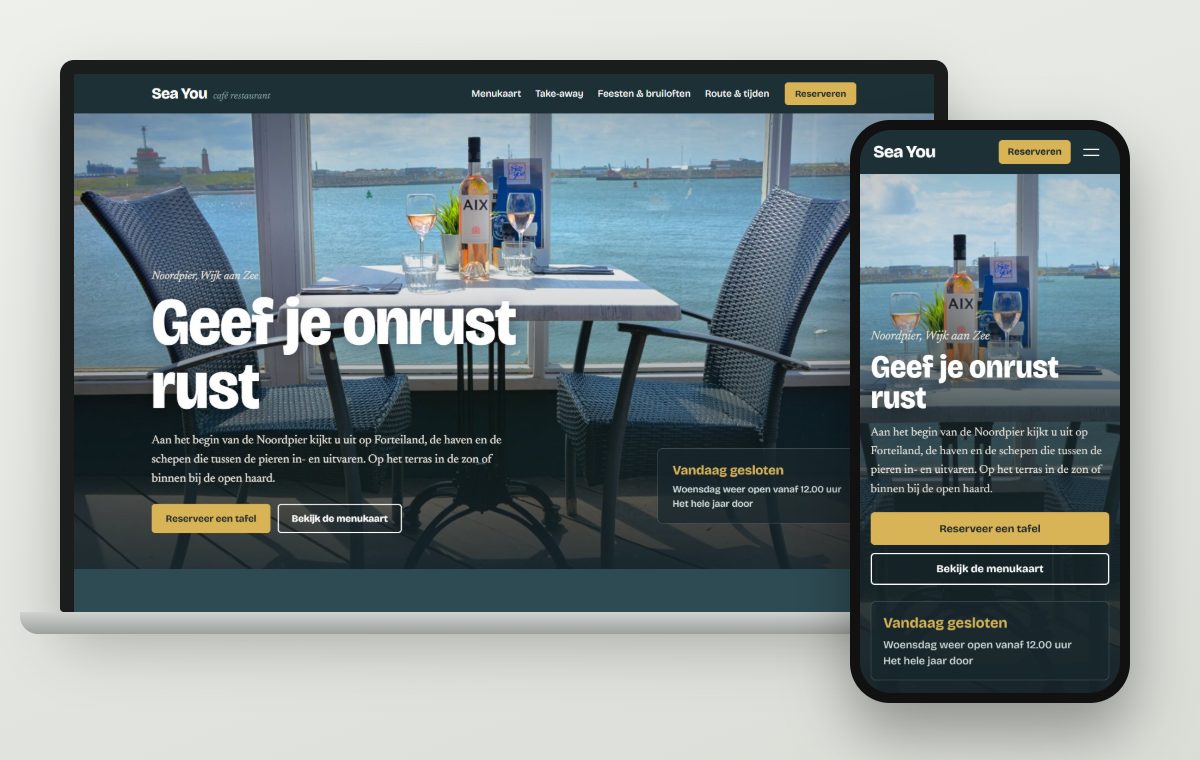 Sea You café restaurant
Menukaart Take-away Feesten & bruiloften Route & tijden Reserveren
AIX
Noordpier, Wijk aan Zee
Geef je onrust
rust
Aan het begin van de Noordpier kijkt u uit op Forteiland, de haven en de
schepen die tussen de pieren in- en uitvaren. Op het terras in de zon of
binnen bij de open haard.
Reserveer een tafel
Bekijk de menukaart
Vandaag gesloten
Woensdag weer open vanaf 12.00 uur
Het hele jaar door
Sea You
Reserveren
AIX
Noordpier, Wijk aan Zee
Geef je onrust
rust
Aan het begin van de Noordpier kijkt u uit op
Forteiland, de haven en de schepen die tussen de
pieren in- en uitvaren. Op het terras in de zon of
binnen bij de open haard.
Reserveer een tafel
Bekijk de menukaart
Vandaag gesloten
Woensdag weer open vanaf 12.00 uur
Het hele jaar door